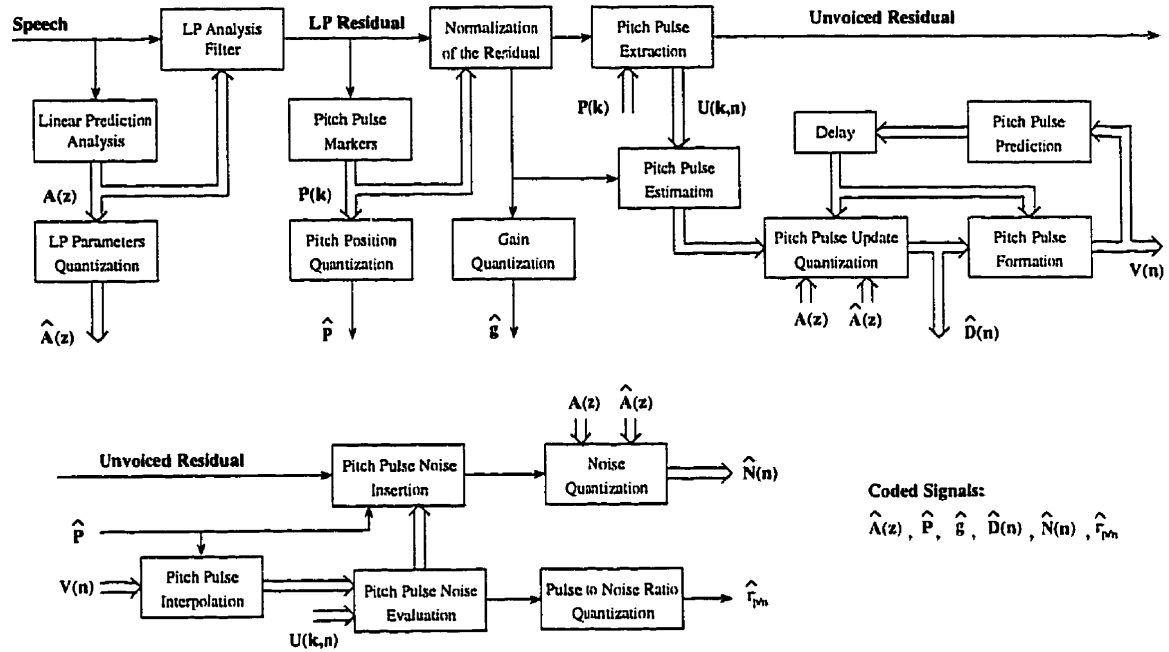 Speech
LP Analysis
Filter
LP Residual
Normalization
of the Residual
Pitch Pulse
Extraction
Unvoiced Residual
Linear Prediction
Analysis
Pitch Pulse
Markers
P(k)
U(k,n)
Delay
Pitch Pulse
Prediction
A(z)
P(k)
Pitch Pulse
Estimation
LP Parameters
Quantization
Pitch Position
Quantization
Gain
Quantization
Pitch Pulse Update
Quantization
Pitch Pulse
Formation
V(n)
Â(z)
P̂
ĝ
A(z)
Â(z)
D̂(n)
A(z)
Â(z)
Unvoiced Residual
Pitch Pulse Noise
Insertion
Noise
Quantization
N̂(n)
Coded Signals:
Â(z) , P̂, ĝ , D̂(n) , N̂(n) , r̂p/n
P̂
V(n)
Pitch Pulse
Interpolation
Pitch Pulse Noise
Evaluation
Pulse to Noise Ratio
Quantization
r̂p/n
U(k,n)